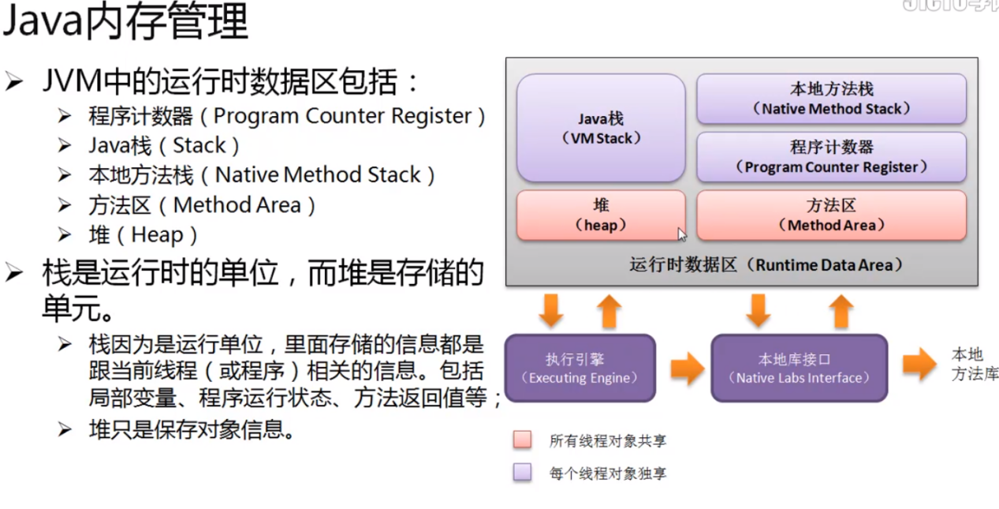 Java内存管理
JVM中的运行时数据区包括：
程序计数器（Program Counter Register）
Java栈（Stack）
本地方法栈（Native Method Stack）
方法区（Method Area）
堆（Heap）
栈是运行时的单位，而堆是存储的
单元。
栈因为是运行单位，里面存储的信息都是
跟当前线程（或程序）相关的信息。包括
局部变量、程序运行状态、方法返回值等；
堆只是保存对象信息。
Java栈
（VM Stack）
本地方法栈
（Native Method Stack）
程序计数器
（Program Counter Register）
堆
（heap）
方法区
（Method Area）
运行时数据区（Runtime Data Area）
执行引擎
（Executing Engine）
本地库接口
（Native Labs Interface）
本地
方法库
所有线程对象共享
每个线程对象独享